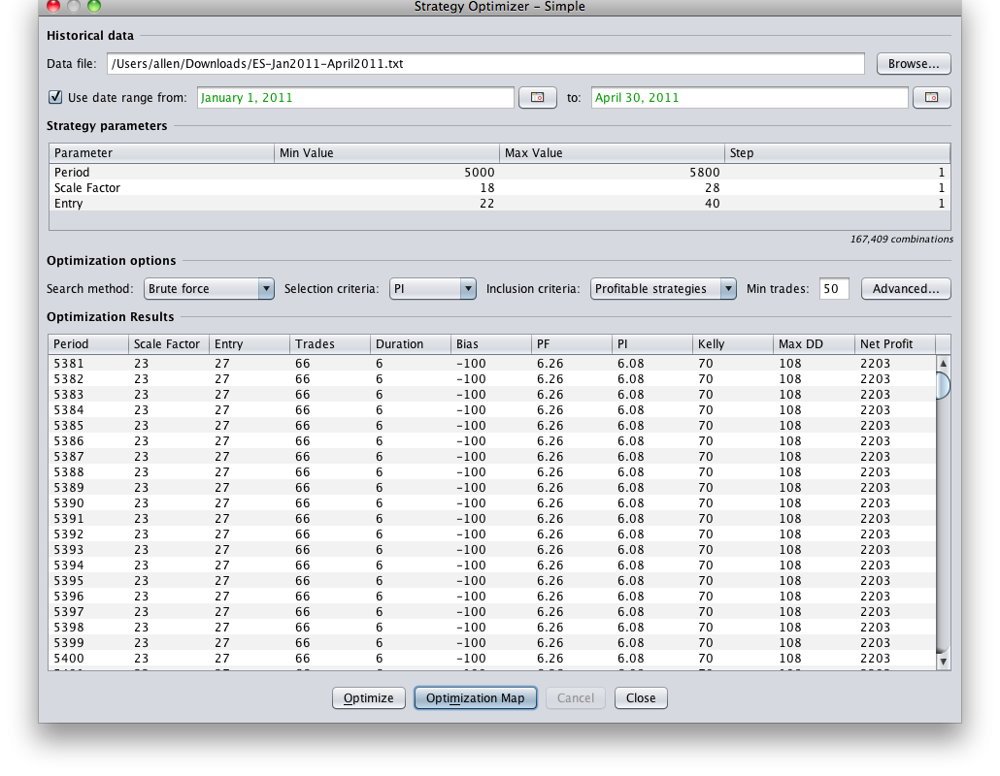 Strategy Optimizer – Simple
Historical data
Data file: /Users/allen/Downloads/ES-Jan2011-April2011.txt Browse...
Use date range from: January 1, 2011 to: April 30, 2011
Strategy parameters
Parameter Min Value Max Value Step
Period 5000 5800 1
Scale Factor 18 28 1
Entry 22 40 1
167,409 combinations
Optimization options
Search method: Brute force Selection criteria: PI Inclusion criteria: Profitable strategies Min trades: 50 Advanced...
Optimization Results
Period Scale Factor Entry Trades Duration Bias PF PI Kelly Max DD Net Profit
5381 23 27 66 6 -100 6.26 6.08 70 108 2203
5382 23 27 66 6 -100 6.26 6.08 70 108 2203
5383 23 27 66 6 -100 6.26 6.08 70 108 2203
5384 23 27 66 6 -100 6.26 6.08 70 108 2203
5385 23 27 66 6 -100 6.26 6.08 70 108 2203
5386 23 27 66 6 -100 6.26 6.08 70 108 2203
5387 23 27 66 6 -100 6.26 6.08 70 108 2203
5388 23 27 66 6 -100 6.26 6.08 70 108 2203
5389 23 27 66 6 -100 6.26 6.08 70 108 2203
5390 23 27 66 6 -100 6.26 6.08 70 108 2203
5391 23 27 66 6 -100 6.26 6.08 70 108 2203
5392 23 27 66 6 -100 6.26 6.08 70 108 2203
5393 23 27 66 6 -100 6.26 6.08 70 108 2203
5394 23 27 66 6 -100 6.26 6.08 70 108 2203
5395 23 27 66 6 -100 6.26 6.08 70 108 2203
5396 23 27 66 6 -100 6.26 6.08 70 108 2203
5397 23 27 66 6 -100 6.26 6.08 70 108 2203
5398 23 27 66 6 -100 6.26 6.08 70 108 2203
5399 23 27 66 6 -100 6.26 6.08 70 108 2203
5400 23 27 66 6 -100 6.26 6.08 70 108 2203
Optimize Optimization Map Cancel Close